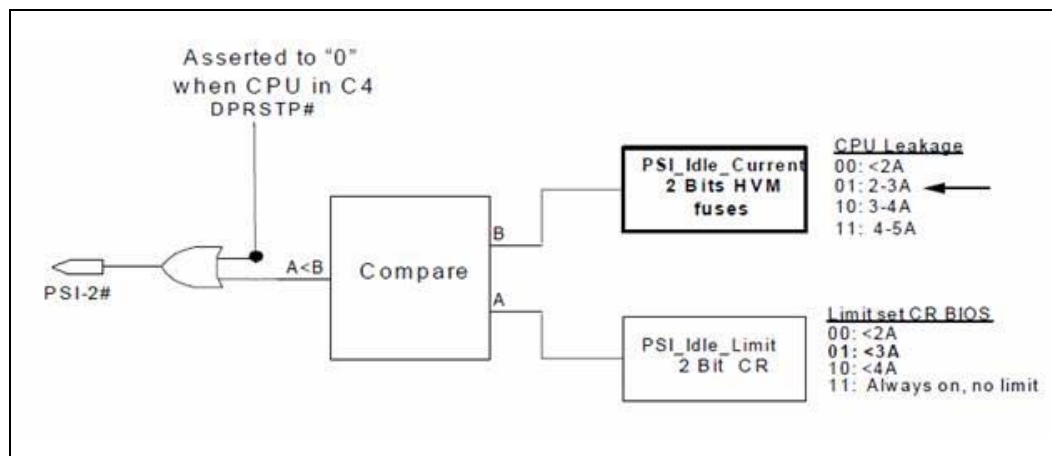 Asserted to "0"
when CPU in C4
DPRSTP#
PSI_Idle_Current
2 Bits HVM
fuses
CPU Leakage
00: <2A
01: 2-3A
10: 3-4A
11: 4-5A
B
A<B
Compare
PSI-2#
A
PSI_Idle_Limit
2 Bit CR
Limit set CR BIOS
00: <2A
01: <3A
10: <4A
11: Always on, no limit